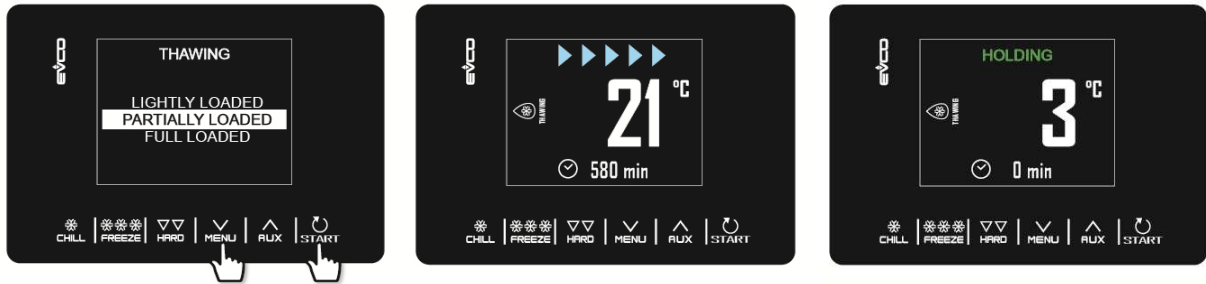 EVCO
THAWING
LIGHTLY LOADED
PARTIALLY LOADED
FULL LOADED
CHILL FREEZE HARD MENU AUX START
EVCO
21 °C
THAWING
580 min
CHILL FREEZE HARD MENU AUX START
EVCO
HOLDING
3 °C
THAWING
0 min
CHILL FREEZE HARD MENU AUX START